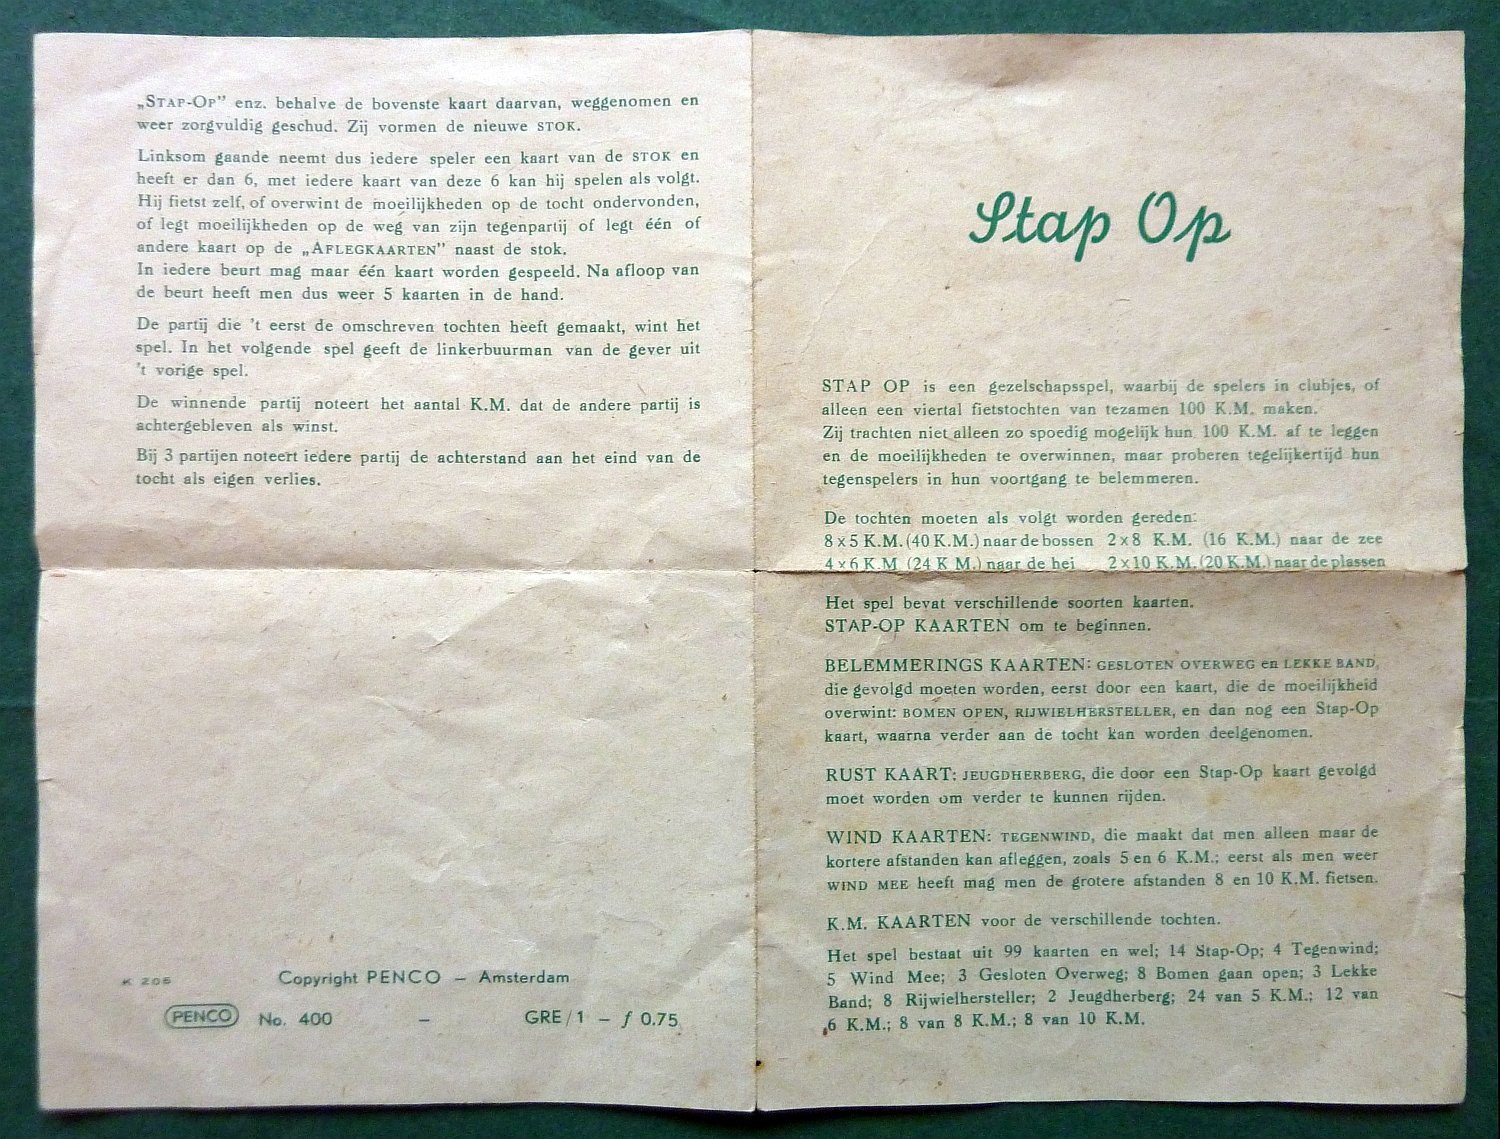 „Stap-Op” enz. behalve de bovenste kaart daarvan, weggenomen en
weer zorgvuldig geschud. Zij vormen de nieuwe STOK.
Linksom gaande neemt dus iedere speler een kaart van de STOK en
heeft er dan 6, met iedere kaart van deze 6 kan hij spelen als volgt.
Hij fietst zelf, of overwint de moeilijkheden op de tocht ondervonden,
of legt moeilijkheden op de weg van zijn tegenpartij of legt één of
andere kaart op de „AFLEGKAARTEN” naast de stok.
In iedere beurt mag maar één kaart worden gespeeld. Na afloop van
de beurt heeft men dus weer 5 kaarten in de hand.
De partij die 't eerst de omschreven tochten heeft gemaakt, wint het
spel. In het volgende spel geeft de linkerbuurman van de gever uit
't vorige spel.
De winnende partij noteert het aantal K.M. dat de andere partij is
achtergebleven als winst.
Bij 3 partijen noteert iedere partij de achterstand aan het eind van de
tocht als eigen verlies.
K 206
Copyright PENCO – Amsterdam
PENCO No. 400 – GRE/1 – ƒ 0.75
Stap Op
STAP OP is een gezelschapsspel, waarbij de spelers in clubjes, of
alleen een viertal fietstochten van tezamen 100 K.M. maken.
Zij trachten niet alleen zo spoedig mogelijk hun 100 K.M. af te leggen
en de moeilijkheden te overwinnen, maar proberen tegelijkertijd hun
tegenspelers in hun voortgang te belemmeren.
De tochten moeten als volgt worden gereden:
8 x 5 K.M. (40 K.M.) naar de bossen 2 x 8 K.M. (16 K.M.) naar de zee
4 x 6 K.M. (24 K.M.) naar de hei 2 x 10 K.M. (20 K.M.) naar de plassen
Het spel bevat verschillende soorten kaarten.
STAP-OP KAARTEN om te beginnen.
BELEMMERINGS KAARTEN: GESLOTEN OVERWEG en LEKKE BAND,
die gevolgd moeten worden, eerst door een kaart, die de moeilijkheid
overwint: BOMEN OPEN, RIJWIELHERSTELLER, en dan nog een Stap-Op
kaart, waarna verder aan de tocht kan worden deelgenomen.
RUST KAART: JEUGDHERBERG, die door een Stap-Op kaart gevolgd
moet worden om verder te kunnen rijden.
WIND KAARTEN: TEGENWIND, die maakt dat men alleen maar de
kortere afstanden kan afleggen, zoals 5 en 6 K.M.; eerst als men weer
WIND MEE heeft mag men de grotere afstanden 8 en 10 K.M. fietsen.
K.M. KAARTEN voor de verschillende tochten.
Het spel bestaat uit 99 kaarten en wel; 14 Stap-Op; 4 Tegenwind;
5 Wind Mee; 3 Gesloten Overweg; 8 Bomen gaan open; 3 Lekke
Band; 8 Rijwielhersteller; 2 Jeugdherberg; 24 van 5 K.M.; 12 van
6 K.M.; 8 van 8 K.M.; 8 van 10 K.M.